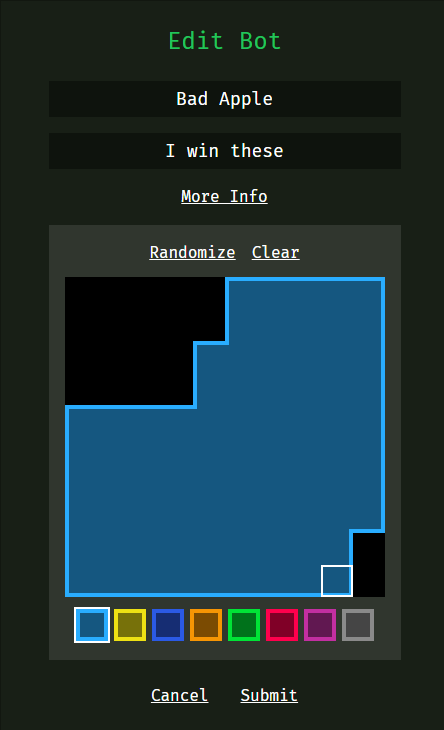 Edit Bot
Bad Apple
I win these
More Info
Randomize Clear
Cancel Submit